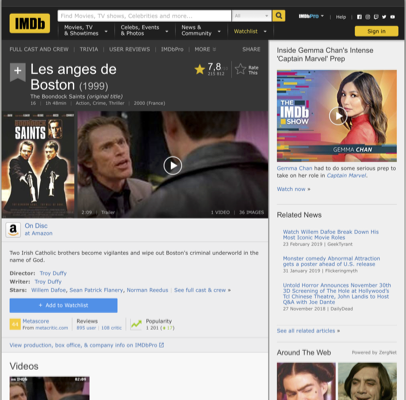 IMDb
Find Movies, TV shows, Celebrities and more...
All
IMDbPro
Help
Movies, TV
& Showtimes
Celebs, Events
& Photos
News &
Community
Watchlist
Sign in
FULL CAST AND CREW | TRIVIA | USER REVIEWS | IMDbPro | MORE
SHARE
Les anges de
Boston (1999)
The Boondock Saints (original title)
16 | 1h 48min | Action, Crime, Thriller | 2000 (France)
7,8
Rate
This
SAINTS
2:09 | Trailer
1 VIDEO | 36 IMAGES
On Disc
at Amazon
Two Irish Catholic brothers become vigilantes and wipe out Boston's criminal underworld in the
name of God.
Director: Troy Duffy
Writer: Troy Duffy
Stars: Willem Dafoe, Sean Patrick Flanery, Norman Reedus | See full cast & crew »
+ Add to Watchlist
Metascore
From metacritic.com
Reviews
895 user | 108 critic
Popularity
1 201
View production, box office, & company info on IMDbPro
Videos
Inside Gemma Chan's Intense
'Captain Marvel' Prep
THE
IMDb
SHOW
GEMMA CHAN
Gemma Chan had to do some serious prep
to take on her role in Captain Marvel.
Watch now »
Related News
Watch Willem Dafoe Break Down His
Most Iconic Roles
23 February 2019 | GeekTyrant
Monster comedy Abnormal Attraction
gets a poster ahead of U.S. release
31 January 2019 | Flickeringmyth
Untold Horror Announces November 30th
3D Screening of The Hole at Hollywood's
Tcl Chinese Theatre, John Landis to Host
Q&A with Joe Dante
27 November 2018 | DailyDead
See all related articles »
Around The Web
Powered by ZergNet